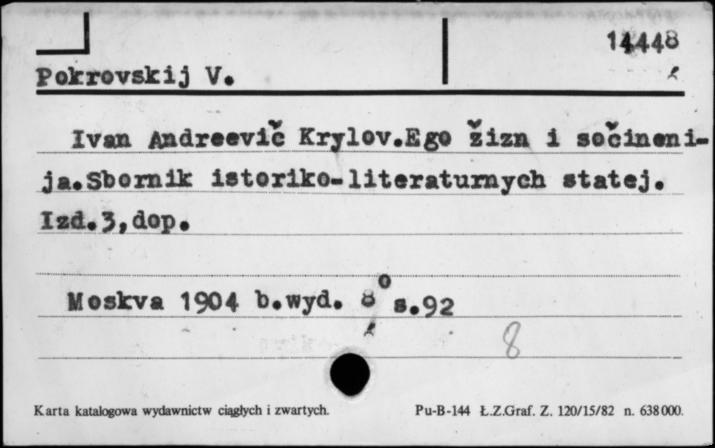 14448
Pokrovskij V.
Ivan Andreevič Krylov.Ego žizn i sočineni-
ja.Sbornik istoriko-literaturnych statej.
Izd.3,dop.
Moskva 1904 b.wyd. 8° s.92
8
Karta katalogowa wydawnictw ciągłych i zwartych.
Pu-B-144 Ł.Z.Graf. Z. 120/15/82 n. 638000.